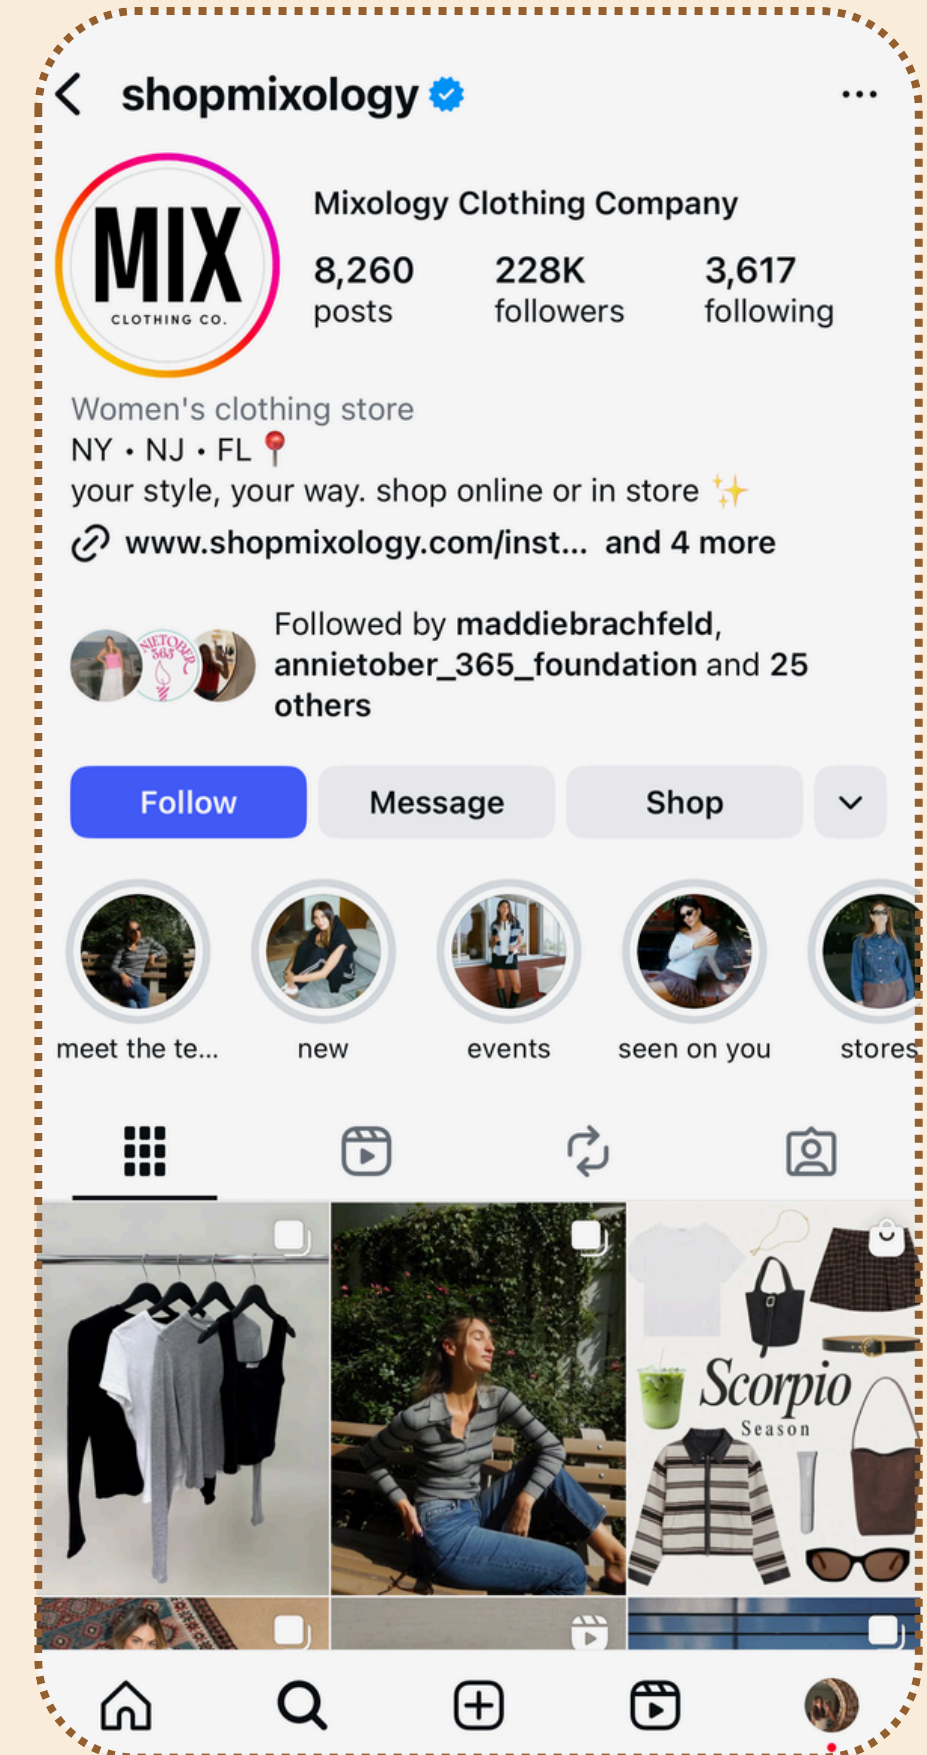 shopmixology
MIX
CLOTHING CO.
Mixology Clothing Company
8,260
posts
228K
followers
3,617
following
Women's clothing store
NY • NJ • FL
your style, your way. shop online or in store
www.shopmixology.com/inst... and 4 more
NIETOBER
365
Followed by maddiebrachfeld,
annietober_365_foundation and 25
others
Follow
Message
Shop
meet the te...
new
events
seen on you
stores
Scorpio
Season